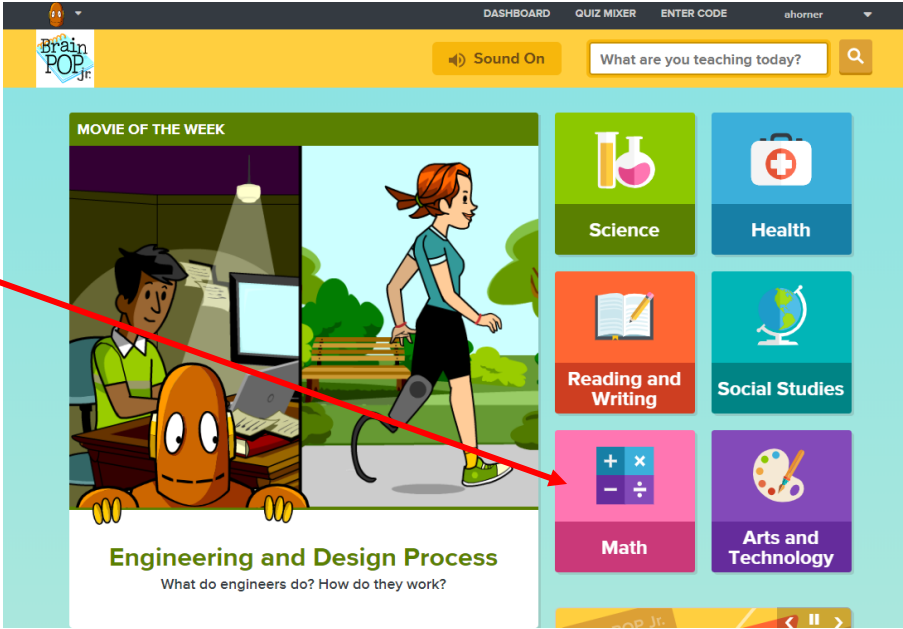 DASHBOARD QUIZ MIXER ENTER CODE ahorner
Brain
POP
Jr.
Sound On
What are you teaching today?
MOVIE OF THE WEEK
Science
Health
Reading and
Writing
Social Studies
Math
Arts and
Technology
Engineering and Design Process
What do engineers do? How do they work?
POP Jr.